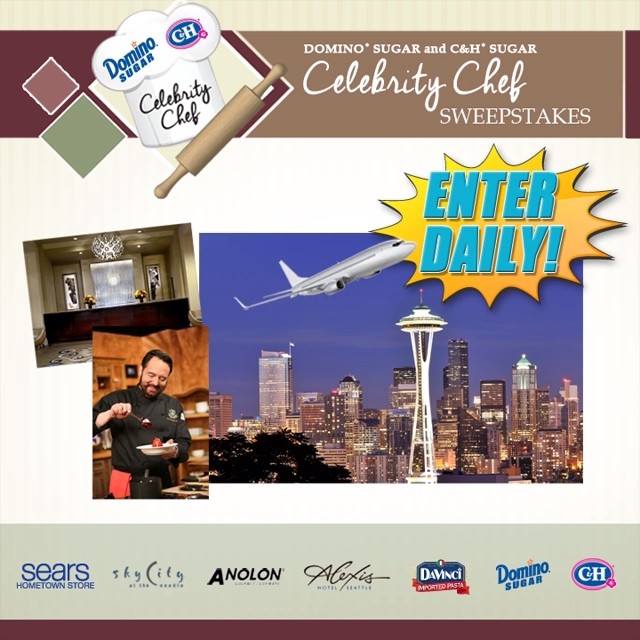 Domino
SUGAR
C&H
Celebrity
Chef
DOMINO® SUGAR and C&H® SUGAR
Celebrity Chef
SWEEPSTAKES
ENTER
DAILY!
sears
HOMETOWN STORE
skyCity
at the needle
ANOLON
Alexis
HOTEL SEATTLE
DAVINCI
IMPORTED PASTA
Domino
SUGAR
C&H